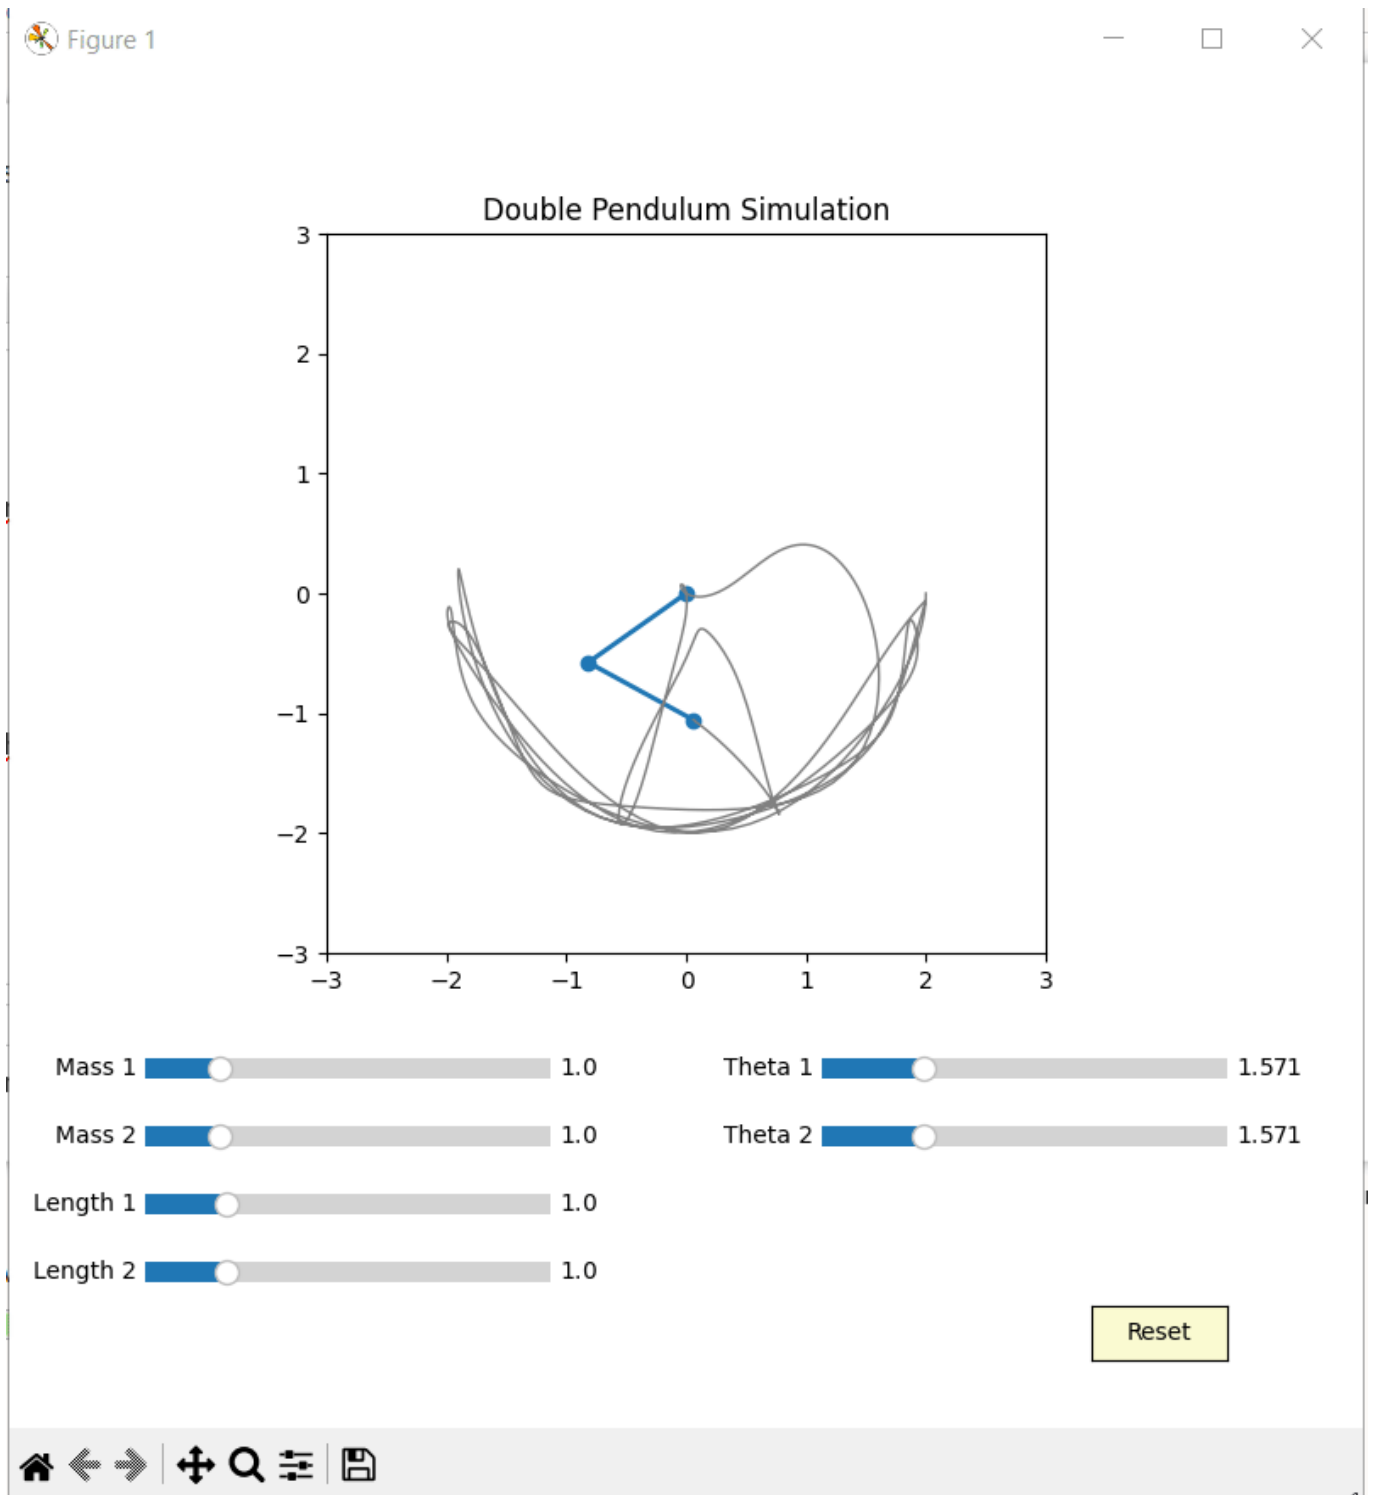 Figure 1
Double Pendulum Simulation
3
2
1
0
−1
−2
−3
−3 −2 −1 0 1 2 3
Mass 1 1.0 Theta 1 1.571
Mass 2 1.0 Theta 2 1.571
Length 1 1.0
Length 2 1.0
Reset